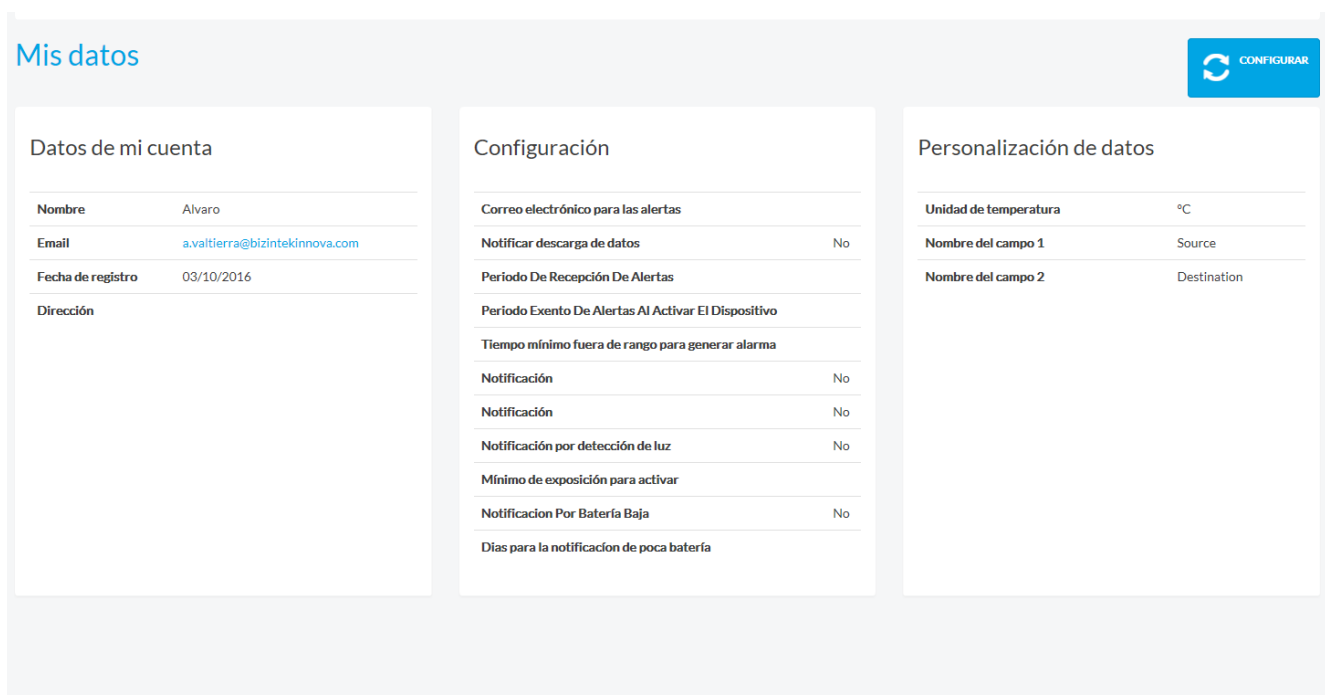 Mis datos
CONFIGURAR
Datos de mi cuenta
Nombre Alvaro
Email a.valtierra@bizintekinnova.com
Fecha de registro 03/10/2016
Dirección
Configuración
Correo electrónico para las alertas
Notificar descarga de datos No
Periodo De Recepción De Alertas
Periodo Exento De Alertas Al Activar El Dispositivo
Tiempo mínimo fuera de rango para generar alarma
Notificación No
Notificación No
Notificación por detección de luz No
Mínimo de exposición para activar
Notificacion Por Batería Baja No
Dias para la notificacíon de poca batería
Personalización de datos
Unidad de temperatura ºC
Nombre del campo 1 Source
Nombre del campo 2 Destination